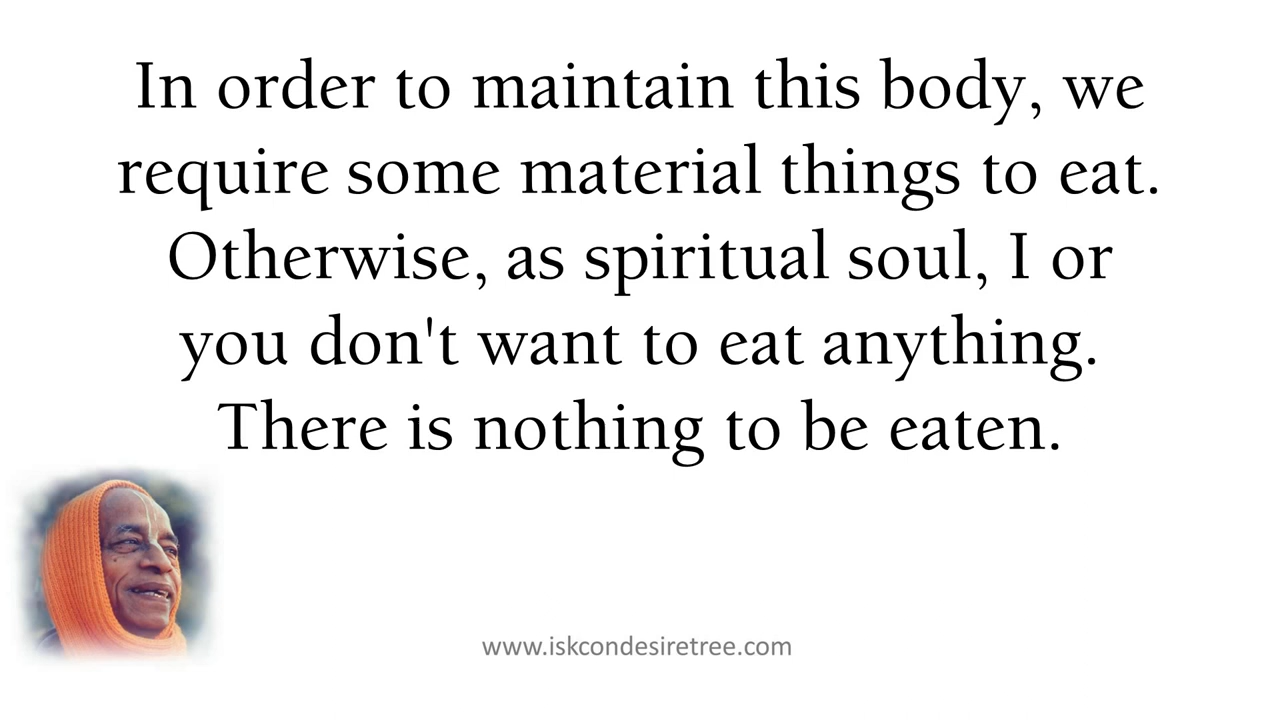 In order to maintain this body, we
require some material things to eat.
Otherwise, as spiritual soul, I or
you don't want to eat anything.
There is nothing to be eaten.
www.iskcondesiretree.com